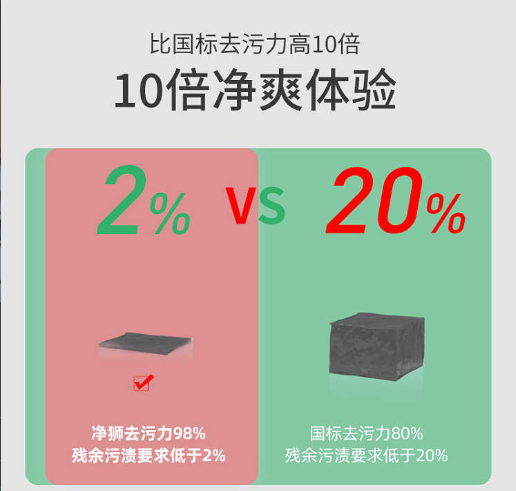 比国标去污力高10倍
10倍净爽体验
2% VS 20%
净狮去污力98%
残余污渍要求低于2%
国标去污力80%
残余污渍要求低于20%